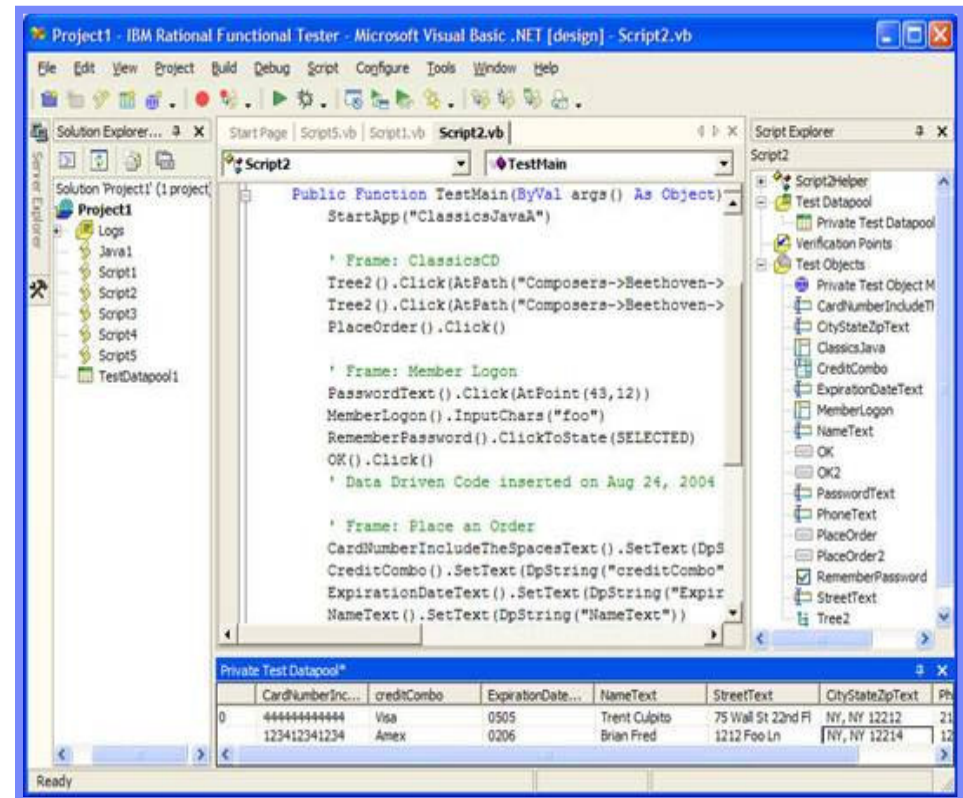 Project1 - IBM Rational Functional Tester - Microsoft Visual Basic .NET [design] - Script2.vb
File Edit View Project Build Debug Script Configure Tools Window Help
Server Explorer
Solution Explorer...
Solution 'Project1' (1 project)
Project1
Logs
Java1
Script1
Script2
Script3
Script4
Script5
TestDatapool1
Start Page Script5.vb Script1.vb Script2.vb
Script2 TestMain
Public Function TestMain(ByVal args() As Object)
StartApp("ClassicsJavaA")
' Frame: ClassicsCD
Tree2().Click(AtPath("Composers->Beethoven->
Tree2().Click(AtPath("Composers->Beethoven->
PlaceOrder().Click()
' Frame: Member Logon
PasswordText().Click(AtPoint(43,12))
MemberLogon().InputChars("foo")
RememberPassword().ClickToState(SELECTED)
OK().Click()
' Data Driven Code inserted on Aug 24, 2004
' Frame: Place an Order
CardNumberIncludeTheSpacesText().SetText(DpS
CreditCombo().SetText(DpString("creditCombo"
ExpirationDateText().SetText(DpString("Expir
NameText().SetText(DpString("NameText"))
Script Explorer
Script2
Script2Helper
Test Datapool
Private Test Datapool
Verification Points
Test Objects
Private Test Object M
CardNumberIncludeTh
CityStateZipText
ClassicsJava
CreditCombo
ExpirationDateText
MemberLogon
NameText
OK
OK2
PasswordText
PhoneText
PlaceOrder
PlaceOrder2
RememberPassword
StreetText
Tree2
Private Test Datapool*
CardNumberInc... creditCombo ExpirationDate... NameText StreetText CityStateZipText Ph
0 444444444444 Visa 0505 Trent Culpito 75 Wall St 22nd Fl NY, NY 12212 21
123412341234 Amex 0206 Brian Fred 1212 Foo Ln NY, NY 12214 12
Ready